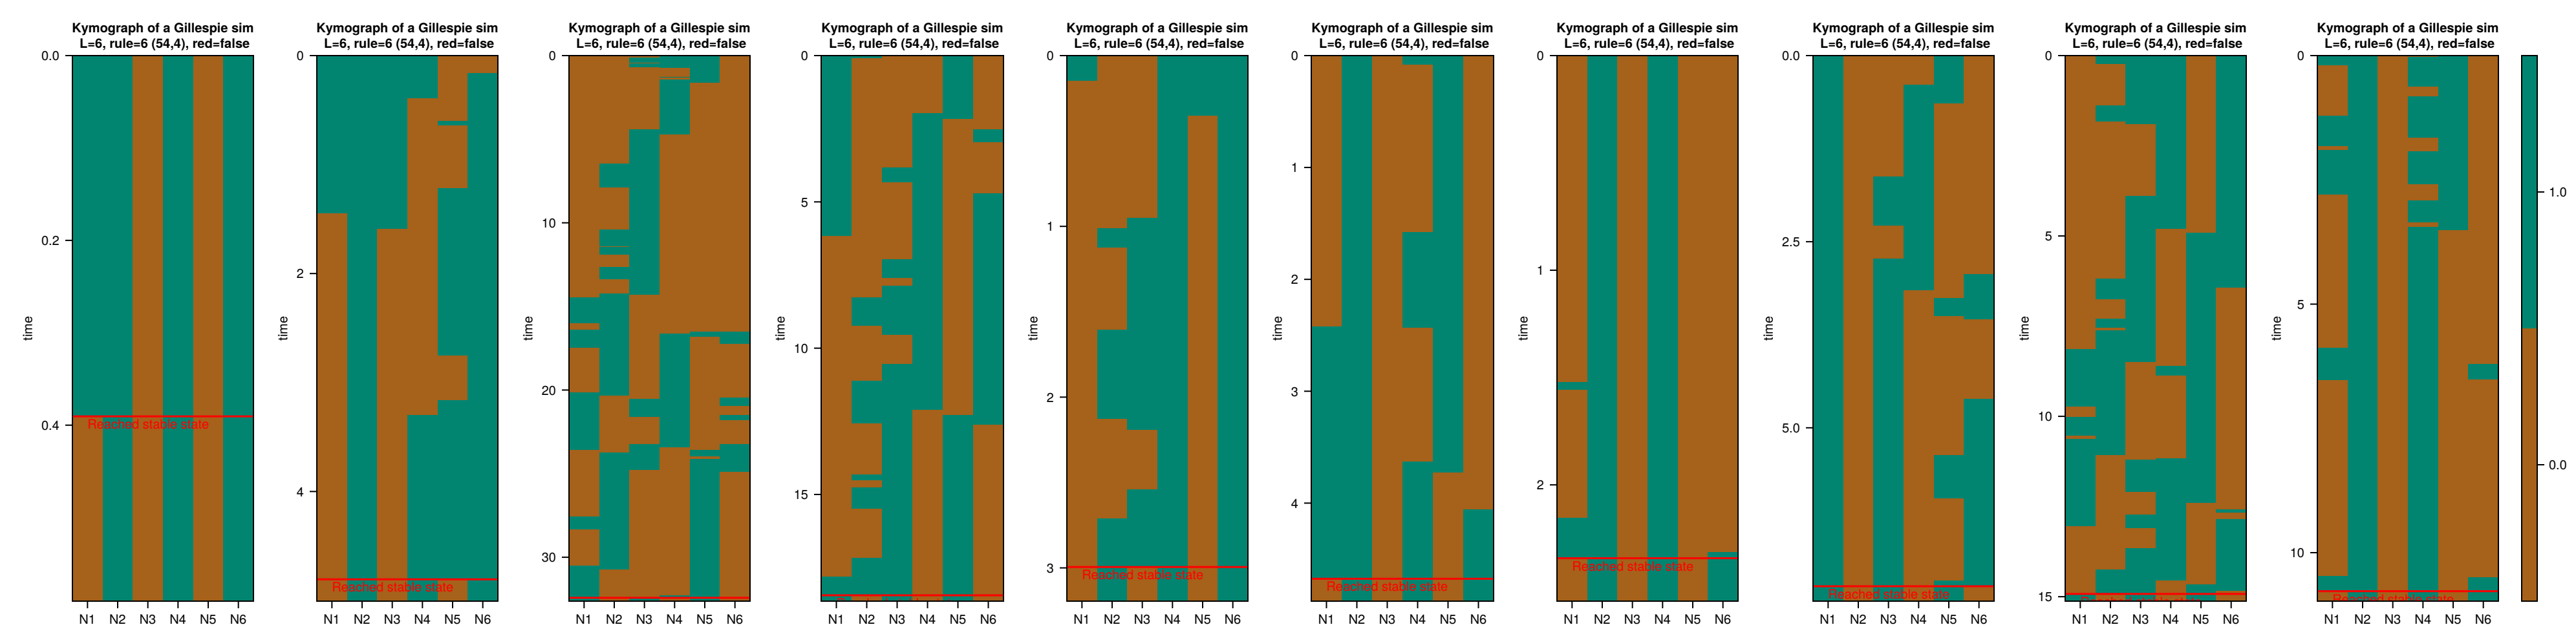 Kymograph of a Gillespie sim
L=6, rule=6 (54,4), red=false
0.0
0.2
0.4
time
Reached stable state
N1 N2 N3 N4 N5 N6
Kymograph of a Gillespie sim
L=6, rule=6 (54,4), red=false
0
2
4
time
Reached stable state
N1 N2 N3 N4 N5 N6
Kymograph of a Gillespie sim
L=6, rule=6 (54,4), red=false
0
10
20
30
time
N1 N2 N3 N4 N5 N6
Kymograph of a Gillespie sim
L=6, rule=6 (54,4), red=false
0
5
10
15
time
N1 N2 N3 N4 N5 N6
Kymograph of a Gillespie sim
L=6, rule=6 (54,4), red=false
0
1
2
3
time
Reached stable state
N1 N2 N3 N4 N5 N6
Kymograph of a Gillespie sim
L=6, rule=6 (54,4), red=false
0
1
2
3
4
time
Reached stable state
N1 N2 N3 N4 N5 N6
Kymograph of a Gillespie sim
L=6, rule=6 (54,4), red=false
0
1
2
time
Reached stable state
N1 N2 N3 N4 N5 N6
Kymograph of a Gillespie sim
L=6, rule=6 (54,4), red=false
0.0
2.5
5.0
time
Reached stable state
N1 N2 N3 N4 N5 N6
Kymograph of a Gillespie sim
L=6, rule=6 (54,4), red=false
0
5
10
15
time
N1 N2 N3 N4 N5 N6
Kymograph of a Gillespie sim
L=6, rule=6 (54,4), red=false
0
5
10
time
Reached stable state
N1 N2 N3 N4 N5 N6
1.0
0.0